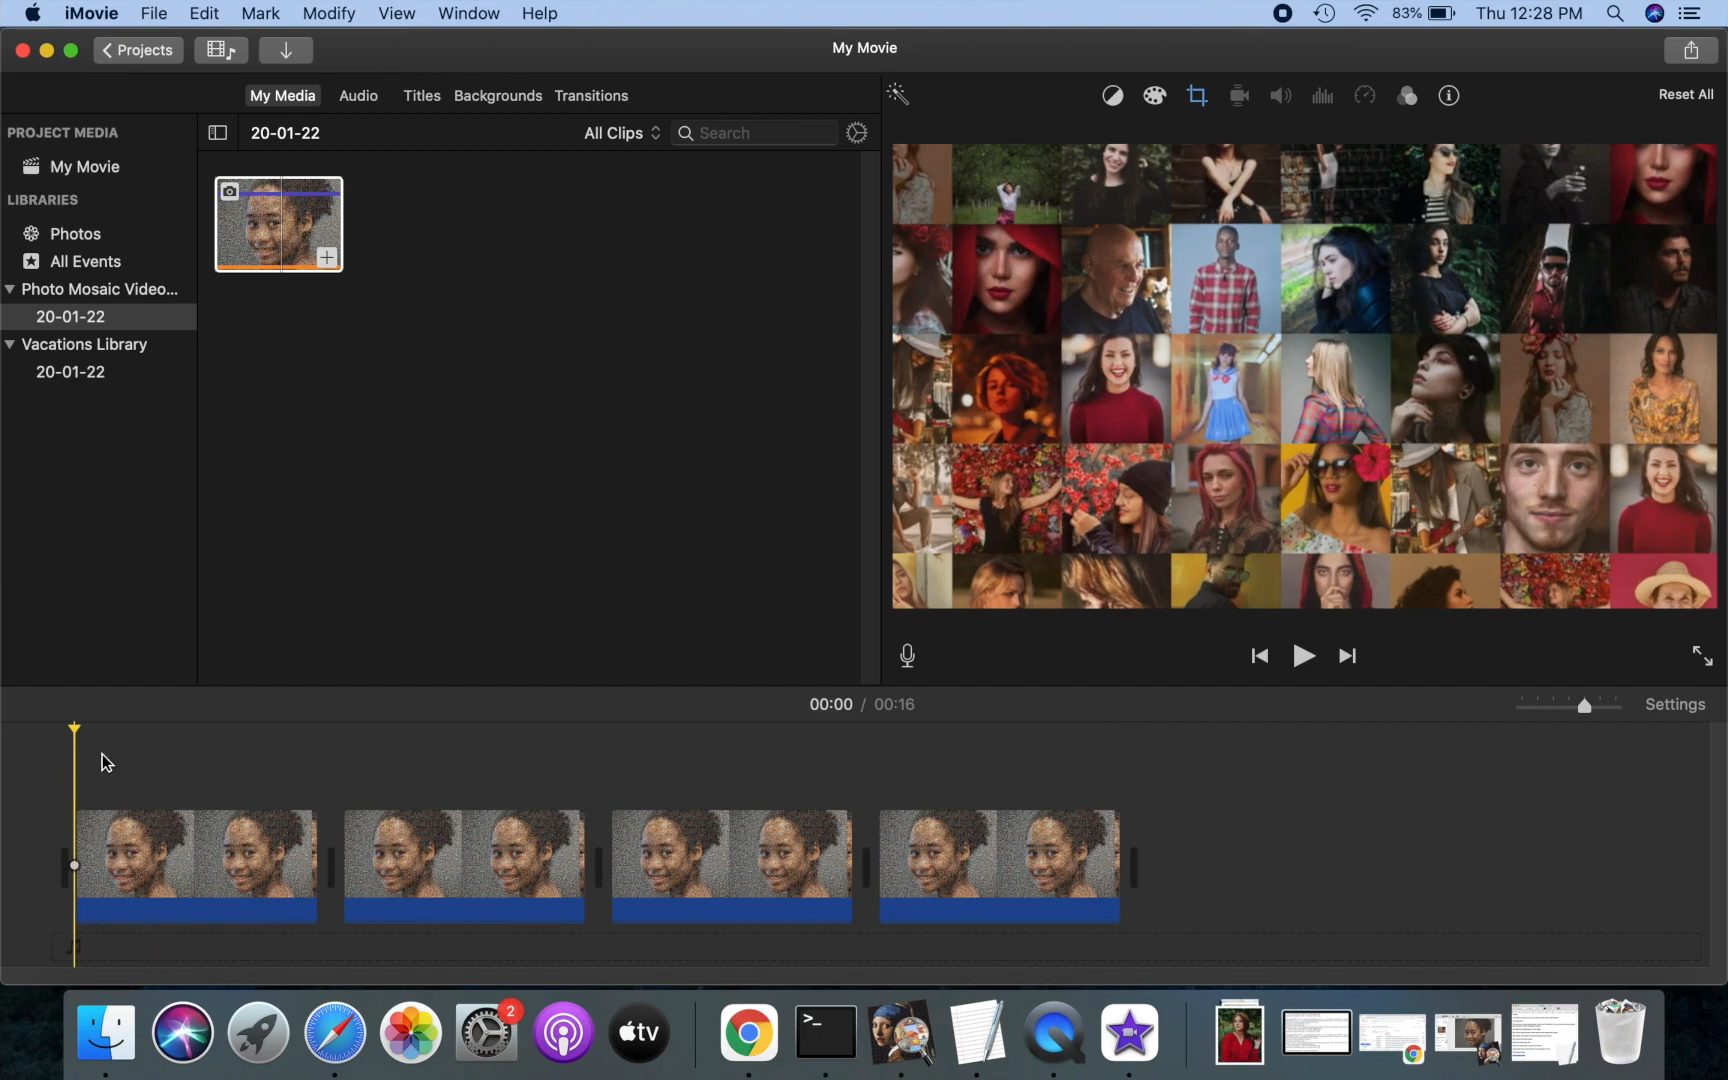 iMovie File Edit Mark Modify View Window Help 83% Thu 12:28 PM
Projects My Movie
My Media Audio Titles Backgrounds Transitions Reset All
PROJECT MEDIA 20-01-22 All Clips Search
My Movie
LIBRARIES
Photos
All Events
Photo Mosaic Video...
20-01-22
Vacations Library
20-01-22
00:00 / 00:16 Settings
2
>_
tv